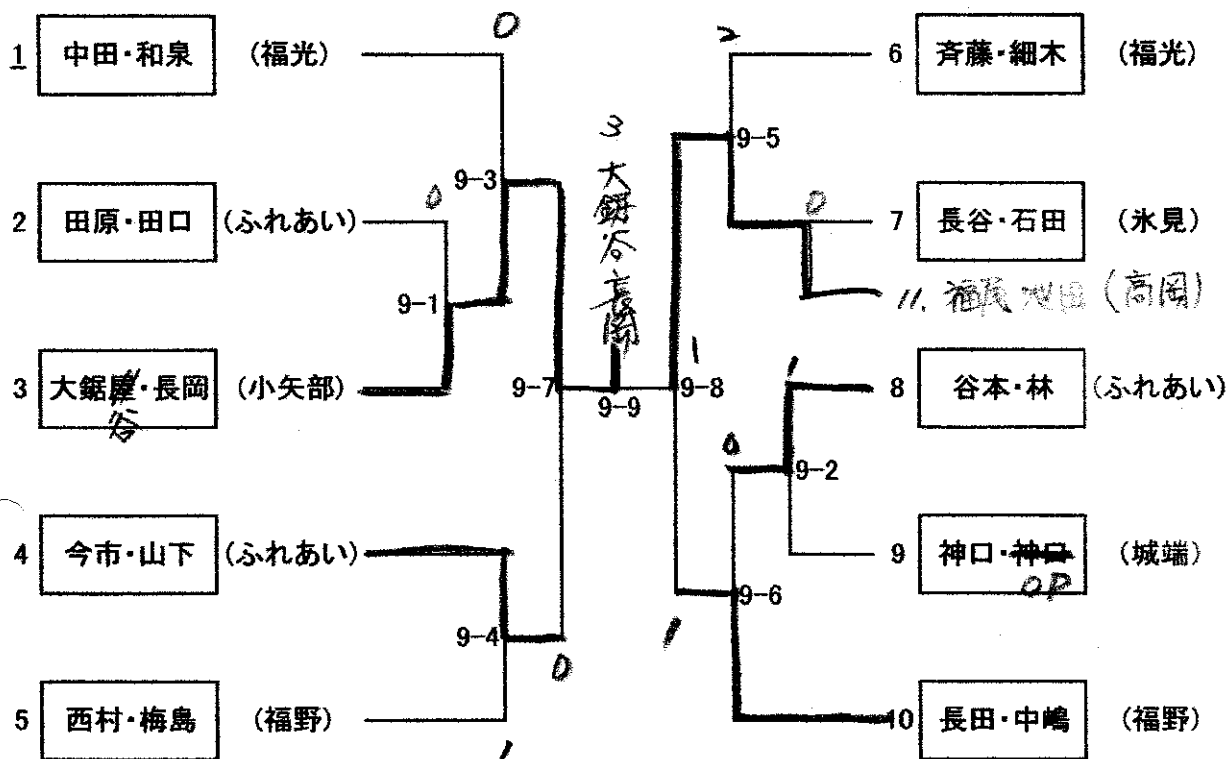 0
2
1 中田・和泉 (福光)
6 斉藤・細木 (福光)
9-5
3 大鋸谷 長岡
9-3
0
0
2 田原・田口 (ふれあい)
7 長谷・石田 (氷見)
11. 池田 (高岡)
9-1
1
1
3 大鋸屋・長岡 (小矢部)
谷
9-7
9-9
9-8
8 谷本・林 (ふれあい)
0
9-2
4 今市・山下 (ふれあい)
9 神口・神口 (城端)
OP
9-6
9-4
0
1
5 西村・梅島 (福野)
10 長田・中嶋 (福野)
1